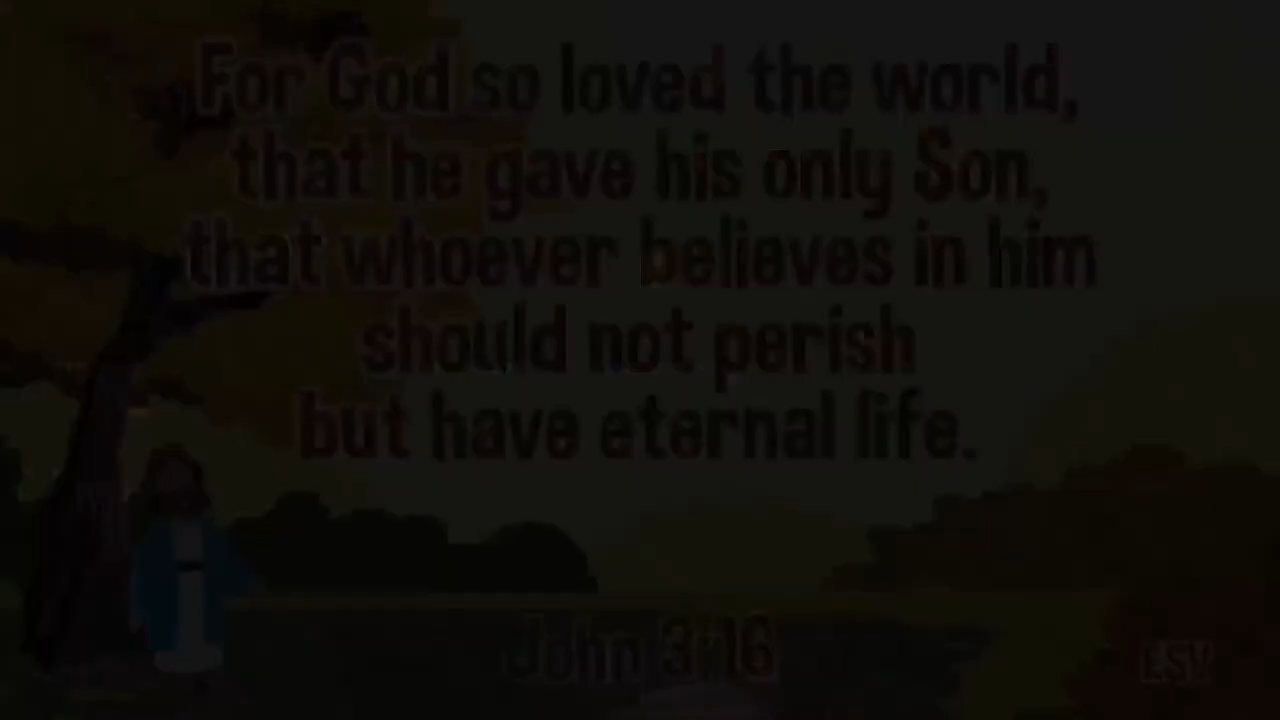 For God so loved the world,
that he gave his only Son,
that whoever believes in him
should not perish
but have eternal life.
John 3:16
ESV